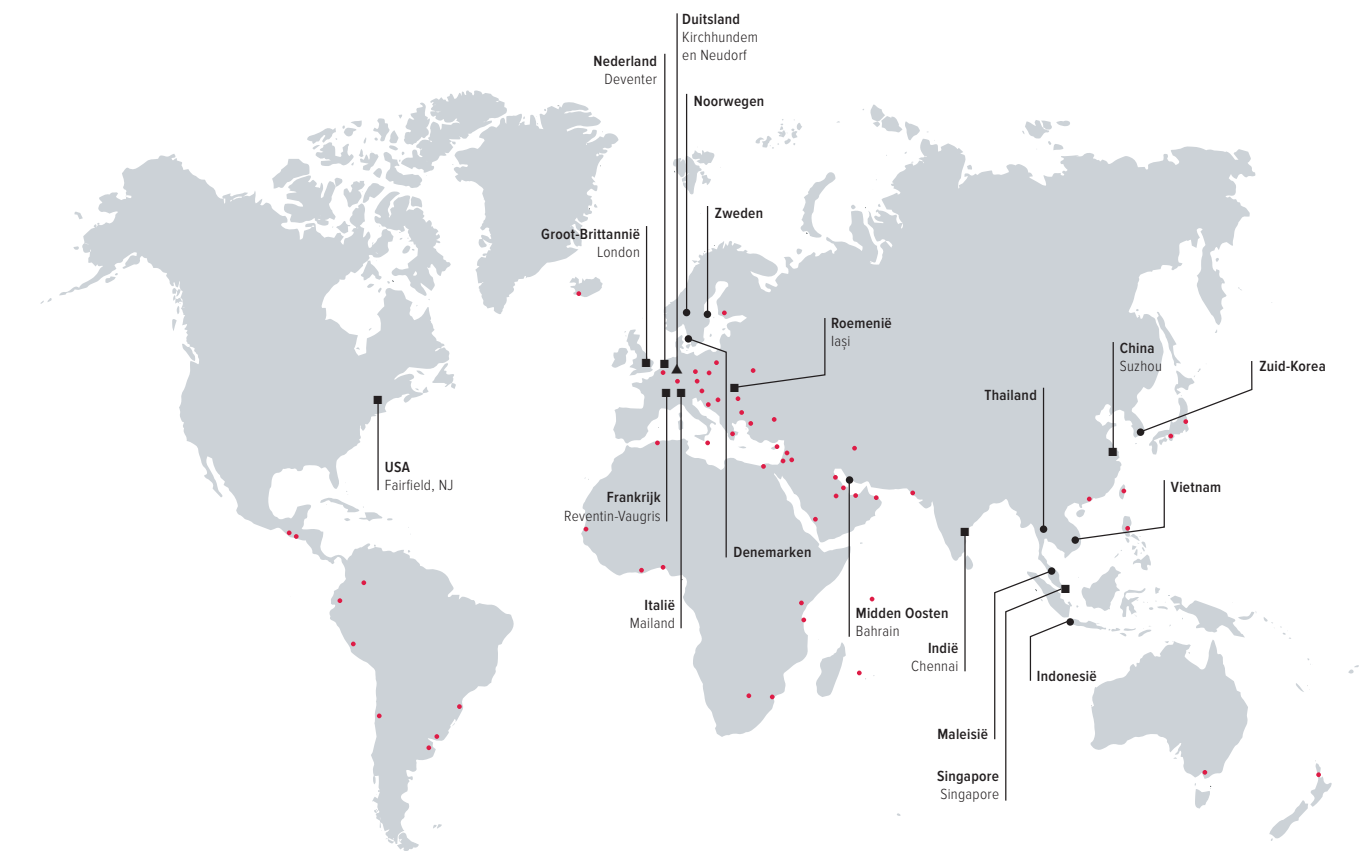 Duitsland
Kirchhundem
en Neudorf
Nederland
Deventer
Noorwegen
Zweden
Groot-Brittannië
London
Roemenië
Iași
China
Suzhou
Zuid-Korea
Thailand
USA
Fairfield, NJ
Vietnam
Frankrijk
Reventin-Vaugris
Denemarken
Italië
Mailand
Midden Oosten
Bahrain
Indië
Chennai
Indonesië
Maleisië
Singapore
Singapore